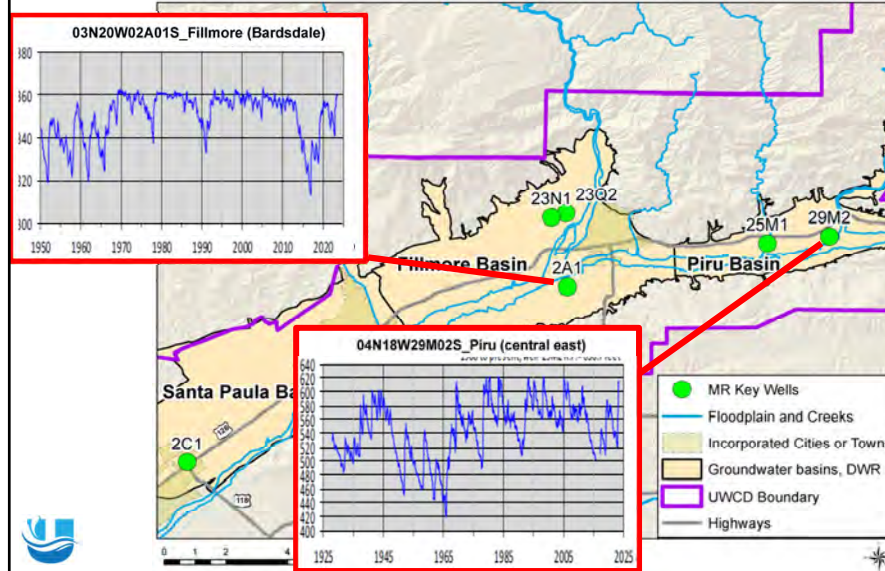 03N20W02A01S_Fillmore (Bardsdale)
380
360
340
320
300
1950 1960 1970 1980 1990 2000 2010 2020
23N1 23Q2
25M1 29M2
2A1
Fillmore Basin
Piru Basin
04N18W29M02S_Piru (central east)
640
620
600
580
560
540
520
500
480
460
440
420
400
1925 1945 1965 1985 2005 2025
Santa Paula Ba
126
2C1
118
0 1 2 4
MR Key Wells
Floodplain and Creeks
Incorporated Cities or Town
Groundwater basins, DWR
UWCD Boundary
Highways